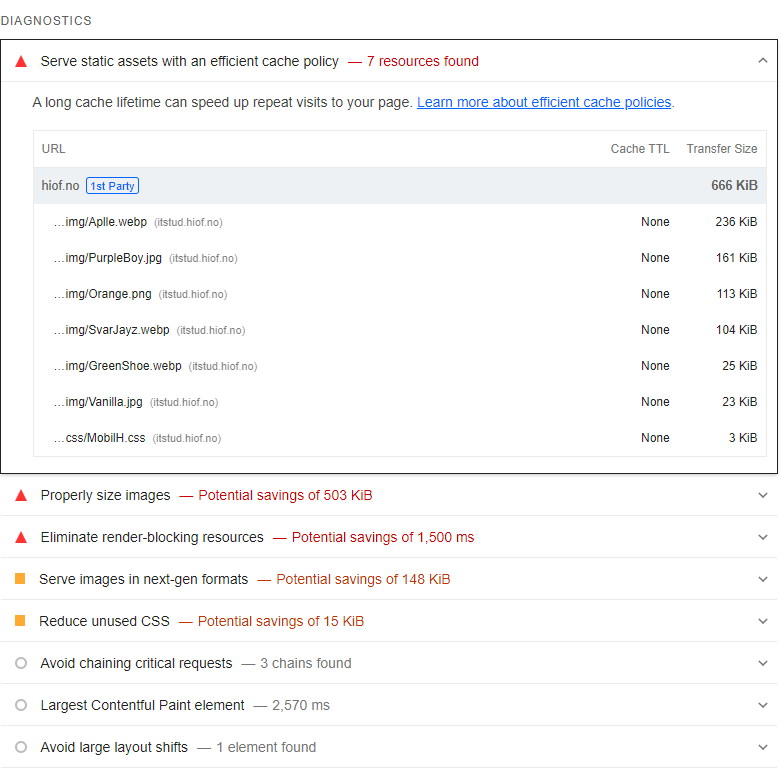 DIAGNOSTICS
Serve static assets with an efficient cache policy — 7 resources found
A long cache lifetime can speed up repeat visits to your page. Learn more about efficient cache policies.
URL Cache TTL Transfer Size
hiof.no 1st Party 666 KiB
…img/Aplle.webp (itstud.hiof.no) None 236 KiB
…img/PurpleBoy.jpg (itstud.hiof.no) None 161 KiB
…img/Orange.png (itstud.hiof.no) None 113 KiB
…img/SvarJayz.webp (itstud.hiof.no) None 104 KiB
…img/GreenShoe.webp (itstud.hiof.no) None 25 KiB
…img/Vanilla.jpg (itstud.hiof.no) None 23 KiB
…css/MobilH.css (itstud.hiof.no) None 3 KiB
Properly size images — Potential savings of 503 KiB
Eliminate render-blocking resources — Potential savings of 1,500 ms
Serve images in next-gen formats — Potential savings of 148 KiB
Reduce unused CSS — Potential savings of 15 KiB
Avoid chaining critical requests — 3 chains found
Largest Contentful Paint element — 2,570 ms
Avoid large layout shifts — 1 element found